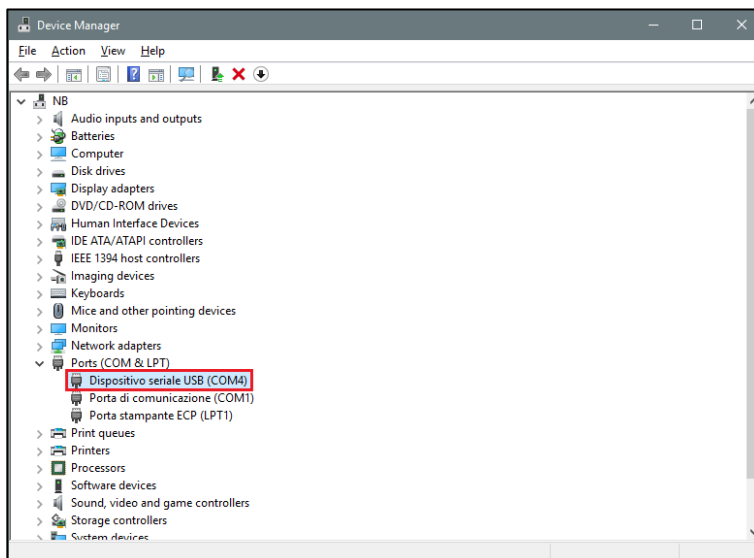 Device Manager
File Action View Help
NB
Audio inputs and outputs
Batteries
Computer
Disk drives
Display adapters
DVD/CD-ROM drives
Human Interface Devices
IDE ATA/ATAPI controllers
IEEE 1394 host controllers
Imaging devices
Keyboards
Mice and other pointing devices
Monitors
Network adapters
Ports (COM & LPT)
Dispositivo seriale USB (COM4)
Porta di comunicazione (COM1)
Porta stampante ECP (LPT1)
Print queues
Printers
Processors
Software devices
Sound, video and game controllers
Storage controllers
System devices